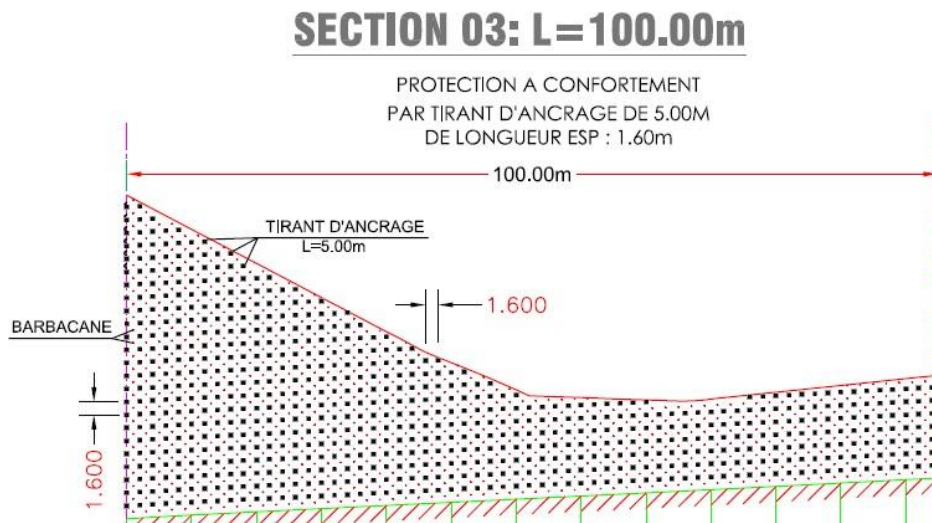 SECTION 03: L=100.00m
PROTECTION A CONFORTEMENT
PAR TIRANT D'ANCRAGE DE 5.00M
DE LONGUEUR ESP : 1.60m
100.00m
TIRANT D'ANCRAGE
L=5.00m
1.600
BARBACANE
1.600